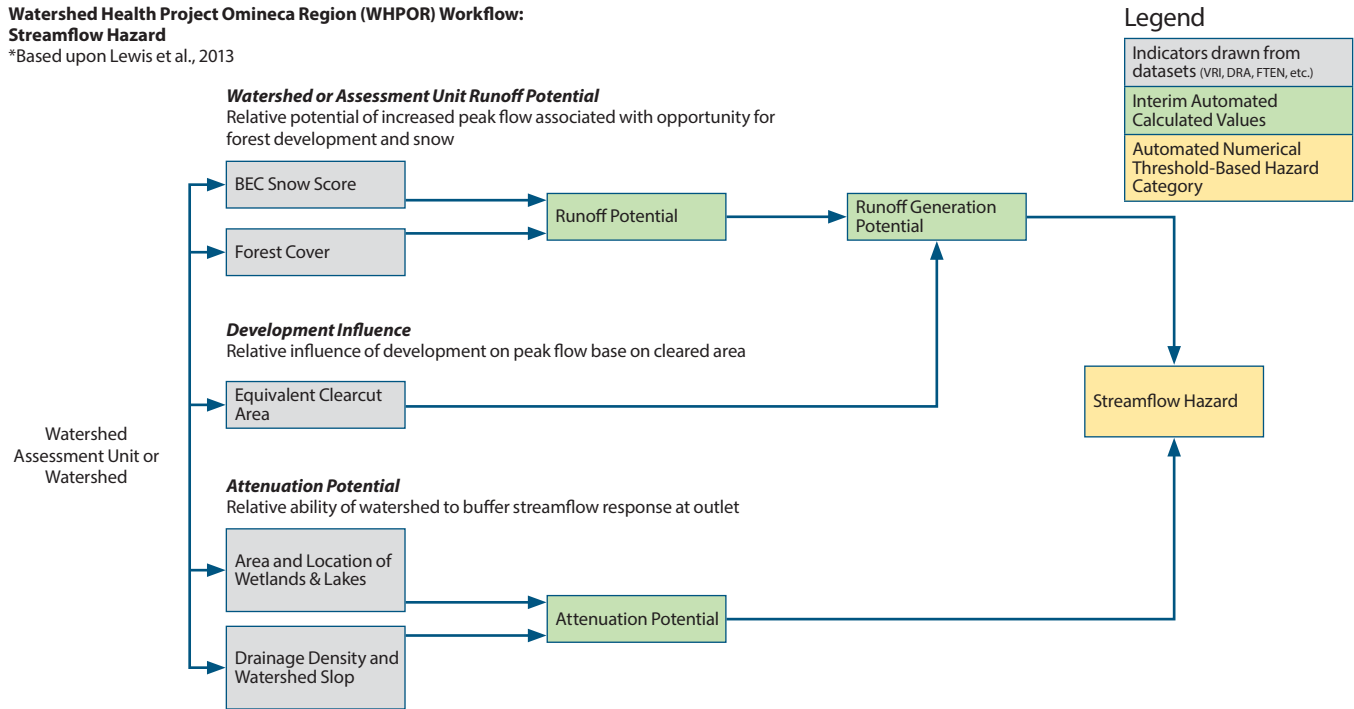 Watershed Health Project Omineca Region (WHPOR) Workflow:
Streamflow Hazard
*Based upon Lewis et al., 2013
Legend
Indicators drawn from
datasets (VRI, DRA, FTEN, etc.)
Interim Automated
Calculated Values
Automated Numerical
Threshold-Based Hazard
Category
Watershed or Assessment Unit Runoff Potential
Relative potential of increased peak flow associated with opportunity for
forest development and snow
BEC Snow Score
Forest Cover
Runoff Potential
Runoff Generation
Potential
Development Influence
Relative influence of development on peak flow base on cleared area
Equivalent Clearcut
Area
Streamflow Hazard
Watershed
Assessment Unit or
Watershed
Attenuation Potential
Relative ability of watershed to buffer streamflow response at outlet
Area and Location of
Wetlands & Lakes
Attenuation Potential
Drainage Density and
Watershed Slop